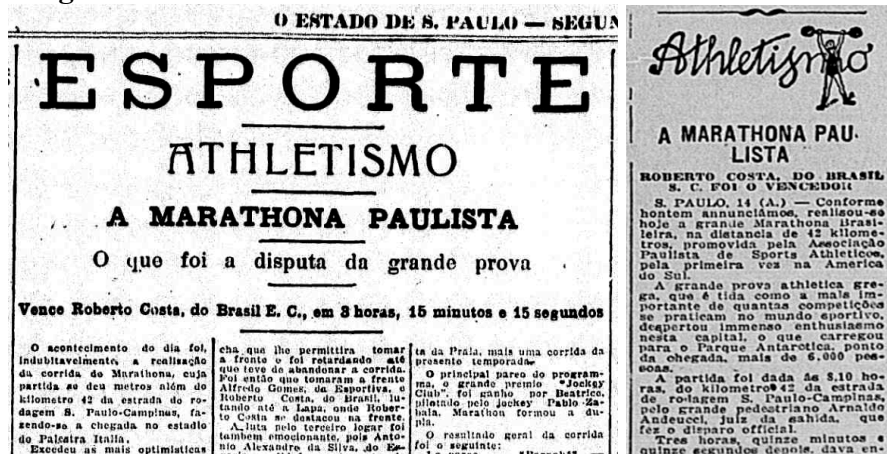 O ESTADO DE S. PAULO — SEGUN
ESPORTE
ATHLETISMO
A MARATHONA PAULISTA
O que foi a disputa da grande prova
Vence Roberto Costa, do Brasil E. C., em 3 horas, 15 minutos e 15 segundos
O acontecimento do dia foi,
indubitavelmente, a realisação
da corrida de Marathona, cuja
partida se deu metros além do
kilometro 42 da estrada de ro-
dagem S. Paulo-Campinas, fa-
zendo-se a chegada no estadio
do Palestra Italia.
Excedeu as mais optimisticas
cha que lhe permittira tomar
a frente o foi retardando até
que teve de abandonar a corrida.
Foi então que tomaram a frente
Alfredo Gomes, da Esportiva, e
Roberto Costa, do Brasil, lu-
tando até a Lapa, onde Rober-
to Costa se destacou na frente.
A luta pelo terceiro logar foi
tambem emocionante, pois Anto-
nio Alexandre da Silva, do Es-
ta da Praia, mais uma corrida da
presente temporada.
O principal pareo do program-
ma, o grande premio "Jockey
Club", foi ganho por Beatrice,
pilotado pelo jockey Pablo Za-
bala. Marathon formou a du-
pla.
O resultado geral da corrida
foi o seguinte:
Athletismo
A MARATHONA PAU-
LISTA
ROBERTO COSTA, DO BRASIL
S. C. FOI O VENCEDOR
S. PAULO, 14 (A.) — Conforme
hontem annunciámos, realisou-se
hoje a grande Marathona Brasi-
leira, na distancia de 42 kilome-
tros, promovida pela Associação
Paulista de Sports Athleticos,
pela primeira vez na America
do Sul.
A grande prova athletica gre-
ga, que é tida como a mais im-
portante de quantas competições
se praticam no mundo sportivo,
despertou immenso enthusiasmo
nesta capital, o que carregou
para o Parque Antarctica, ponto
da chegada, mais de 6.000 pes-
soas.
A partida foi dada ás 8,10 ho-
ras, do kilometro 42 da estrada
de rodagem S. Paulo-Campinas,
pelo grande pedestriano Arnaldo
Andeucci, juiz da sahida, que
fez o disparo official.
Tres horas, quinze minutos e
quinze segundos depois, dava en-